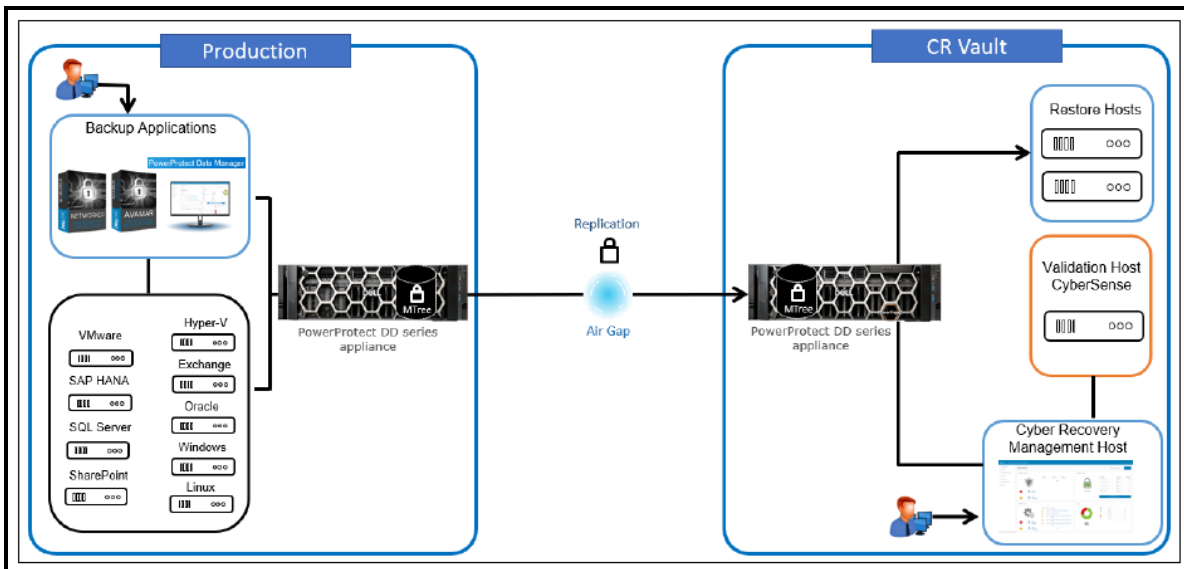 Production
Backup Applications
PowerProtect Data Manager
NETWORKER
AVAMAR
VMware
SAP HANA
SQL Server
SharePoint
Hyper-V
Exchange
Oracle
Windows
Linux
MTree
PowerProtect DD series
appliance
Replication
Air Gap
CR Vault
MTree
PowerProtect DD series
appliance
Restore Hosts
Validation Host
CyberSense
Cyber Recovery
Management Host